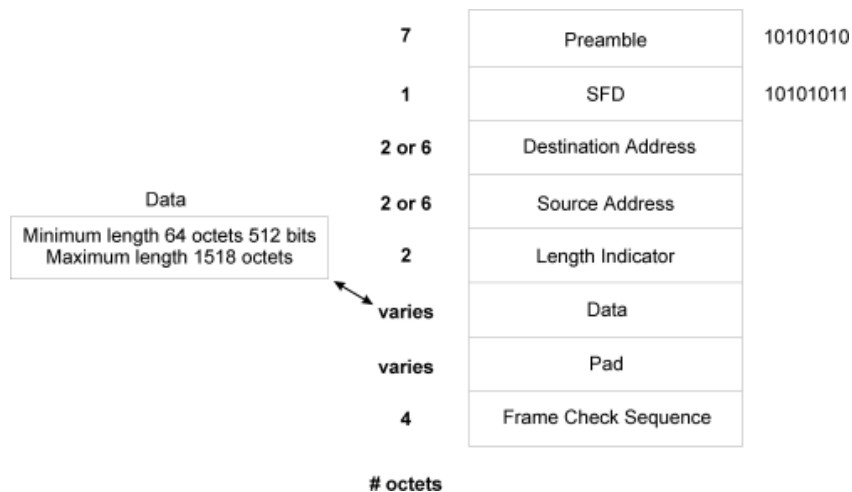 7 Preamble 10101010
1 SFD 10101011
2 or 6 Destination Address
2 or 6 Source Address
Data
Minimum length 64 octets 512 bits
Maximum length 1518 octets
2 Length Indicator
varies Data
varies Pad
4 Frame Check Sequence
# octets